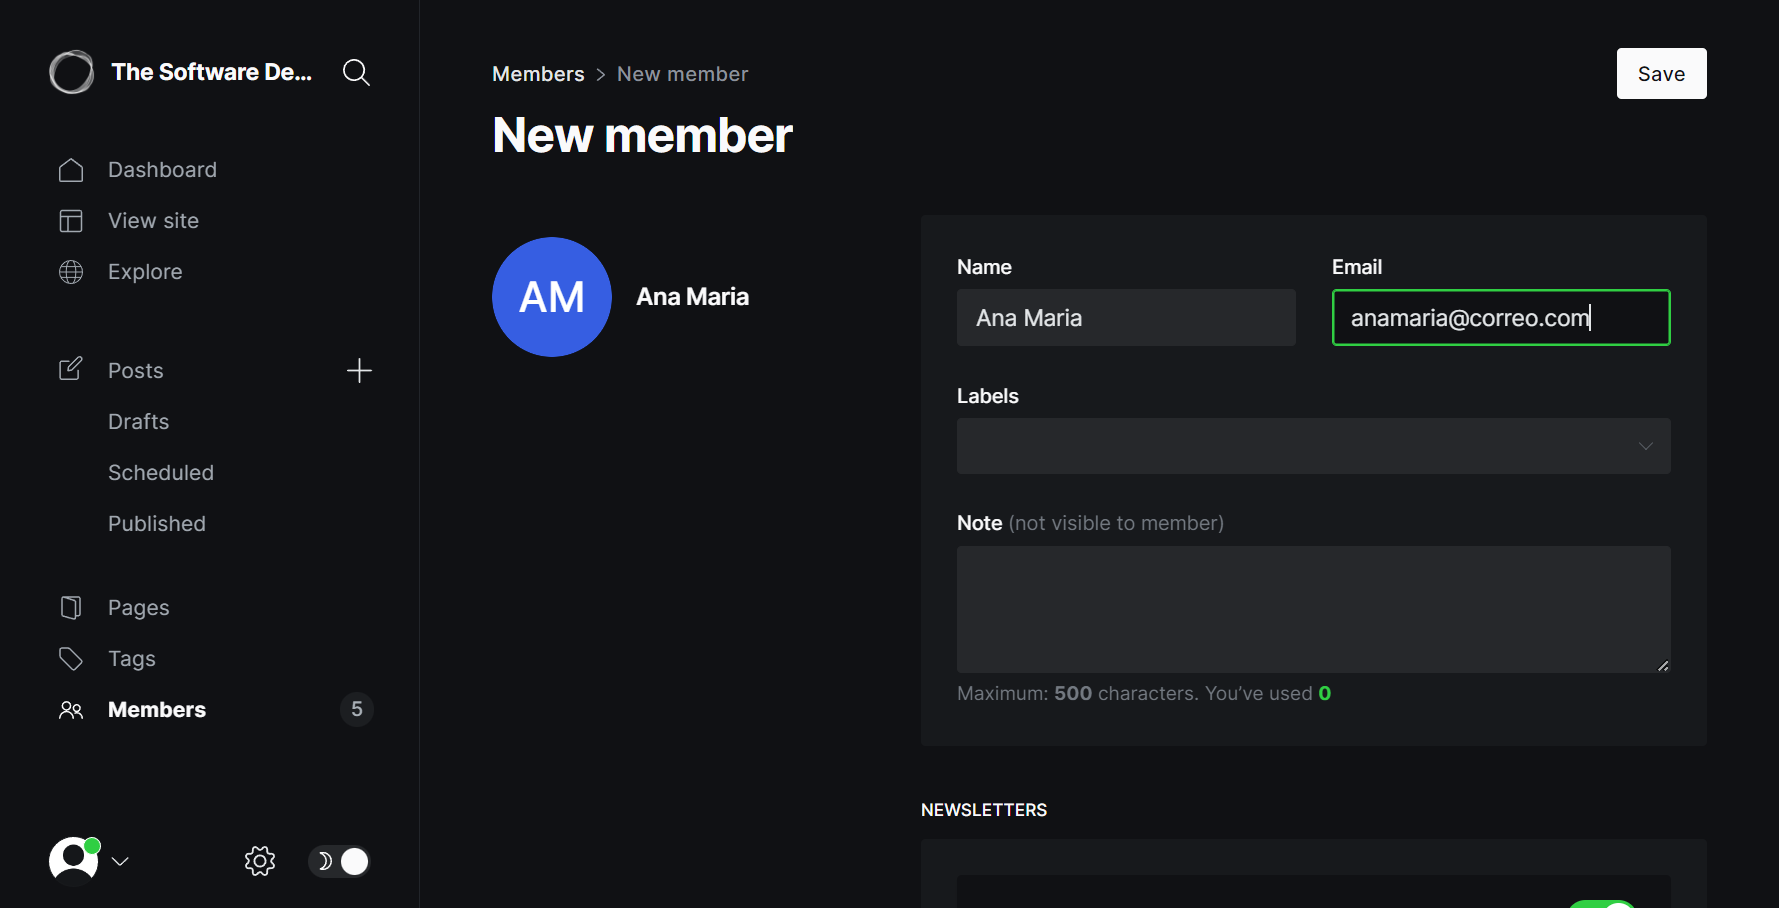 The Software De...
Dashboard
View site
Explore
Posts
Drafts
Scheduled
Published
Pages
Tags
Members 5
Members > New member
Save
New member
AM
Ana Maria
Name
Email
Ana Maria
anamaria@correo.com
Labels
Note (not visible to member)
Maximum: 500 characters. You’ve used 0
NEWSLETTERS